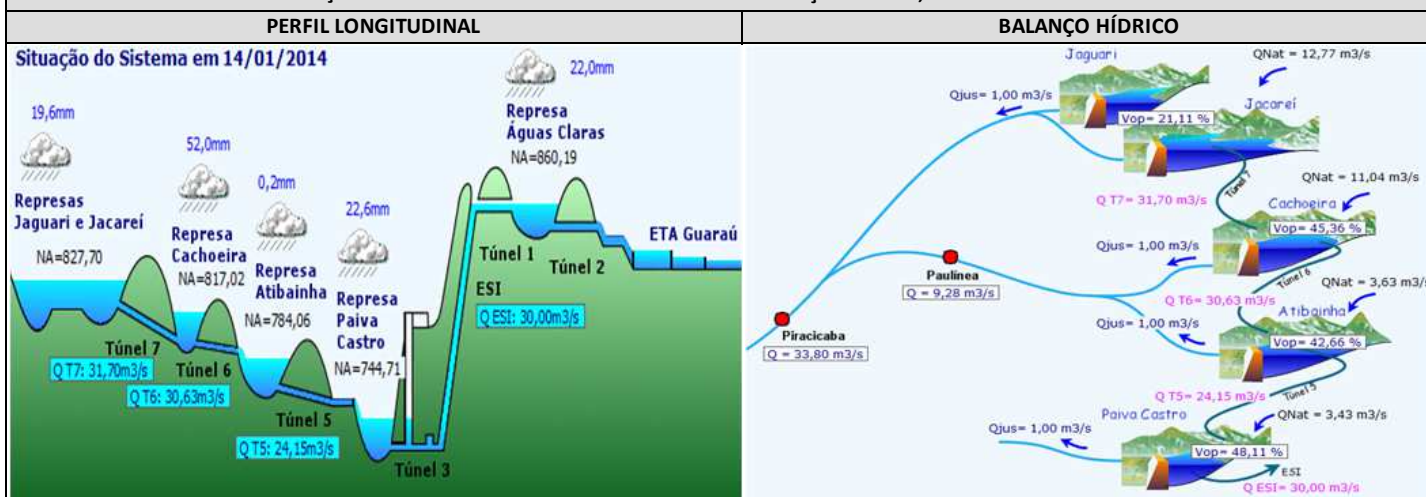 PERFIL LONGITUDINAL
BALANÇO HÍDRICO
Situação do Sistema em 14/01/2014
19,6mm
Represas
Jaguari e Jacareí
NA=827,70
52,0mm
Represa
Cachoeira
NA=817,02
0,2mm
Represa
Atibainha
NA=784,06
22,6mm
Represa
Paiva
Castro
NA=744,71
22,0mm
Represa
Águas Claras
NA=860,19
ETA Guaraú
Túnel 1
Túnel 2
ESI
Q ESI: 30,00m3/s
Túnel 7
Q T7: 31,70m3/s
Túnel 6
Q T6: 30,63m3/s
Túnel 5
Q T5: 24,15m3/s
Túnel 3
Jaguari
QNat = 12,77 m3/s
Qjus= 1,00 m3/s
Jacareí
Vop= 21,11 %
Túnel 7
Q T7= 31,70 m3/s
QNat = 11,04 m3/s
Cachoeira
Vop= 45,36 %
Qjus= 1,00 m3/s
Túnel 6
Q T6= 30,63 m3/s
QNat = 3,63 m3/s
Atibainha
Qjus= 1,00 m3/s
Vop= 42,66 %
Paulínea
Q = 9,28 m3/s
Piracicaba
Q = 33,80 m3/s
Q T5= 24,15 m3/s
Túnel 5
Paiva Castro
QNat = 3,43 m3/s
Qjus= 1,00 m3/s
Vop= 48,11 %
ESI
Q ESI= 30,00 m3/s